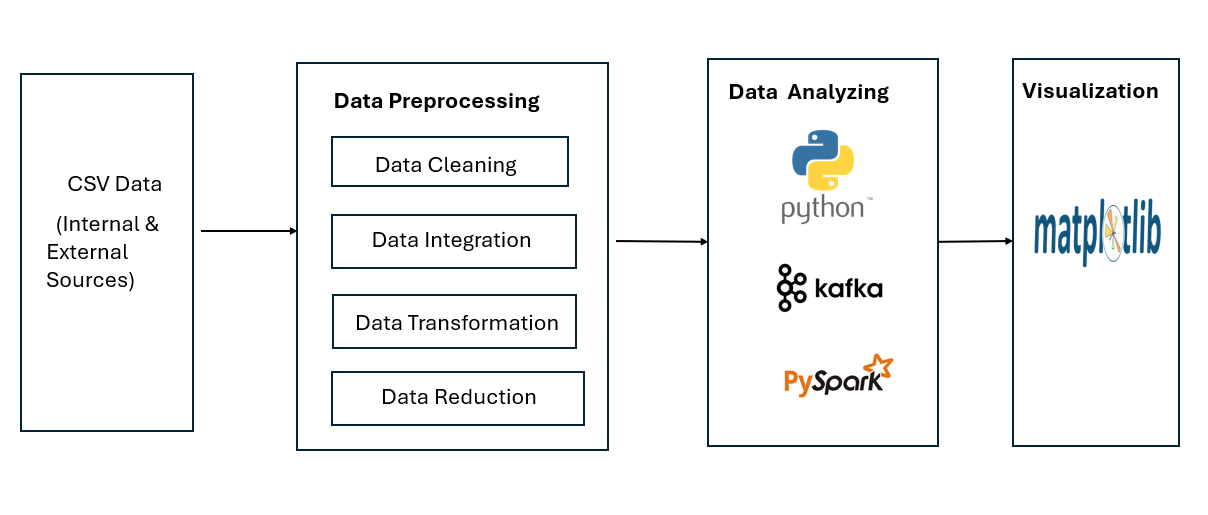 CSV Data
(Internal &
External
Sources)
Data Preprocessing
Data Cleaning
Data Integration
Data Transformation
Data Reduction
Data Analyzing
python™
kafka
PySpark
Visualization
matplotlib